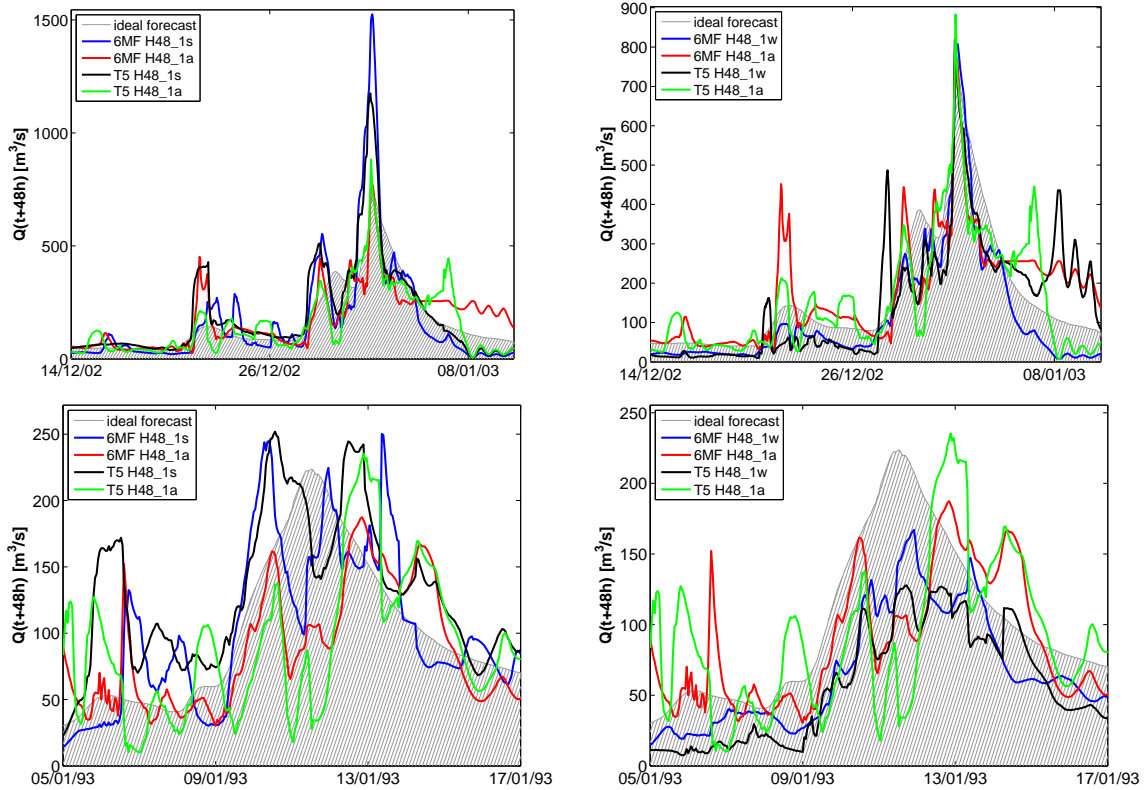 Q(t+48h) [m³/s]
1500
1000
500
0
ideal forecast
6MF H48_1s
6MF H48_1a
T5 H48_1s
T5 H48_1a
14/12/02
26/12/02
08/01/03
Q(t+48h) [m³/s]
900
800
700
600
500
400
300
200
100
0
ideal forecast
6MF H48_1w
6MF H48_1a
T5 H48_1w
T5 H48_1a
14/12/02
26/12/02
08/01/03
Q(t+48h) [m³/s]
250
200
150
100
50
0
ideal forecast
6MF H48_1s
6MF H48_1a
T5 H48_1s
T5 H48_1a
05/01/93
09/01/93
13/01/93
17/01/93
Q(t+48h) [m³/s]
250
200
150
100
50
0
ideal forecast
6MF H48_1w
6MF H48_1a
T5 H48_1w
T5 H48_1a
05/01/93
09/01/93
13/01/93
17/01/93